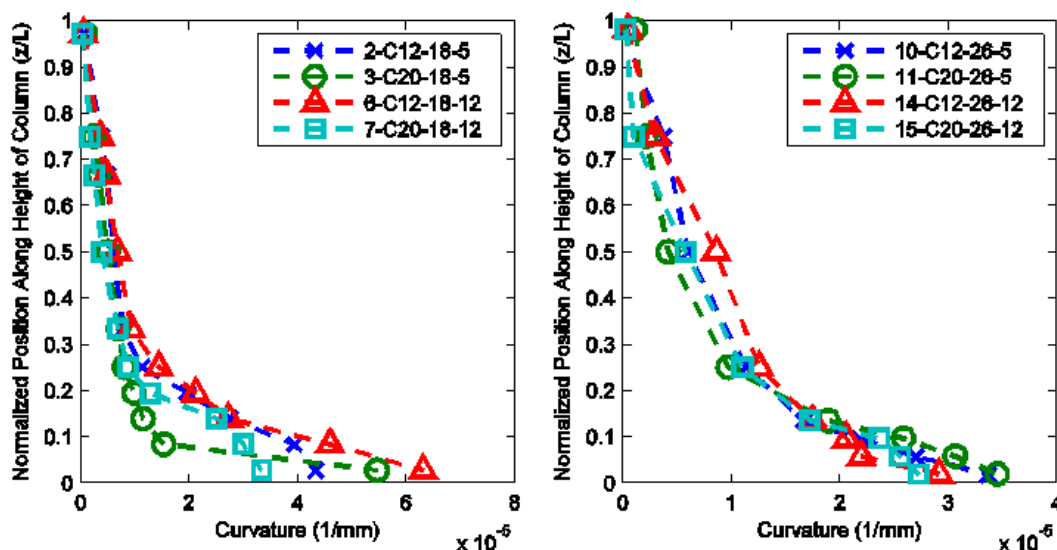 Normalized Position Along Height of Column (z/L)
1
0.9
0.8
0.7
0.6
0.5
0.4
0.3
0.2
0.1
0
0
2
4
6
8
Curvature (1/mm)
x 10⁻⁵
2-C12-18-5
3-C20-18-5
6-C12-18-12
7-C20-18-12
Normalized Position Along Height of Column (z/L)
1
0.9
0.8
0.7
0.6
0.5
0.4
0.3
0.2
0.1
0
0
1
2
3
4
Curvature (1/mm)
x 10⁻⁵
10-C12-26-5
11-C20-26-5
14-C12-26-12
15-C20-26-12